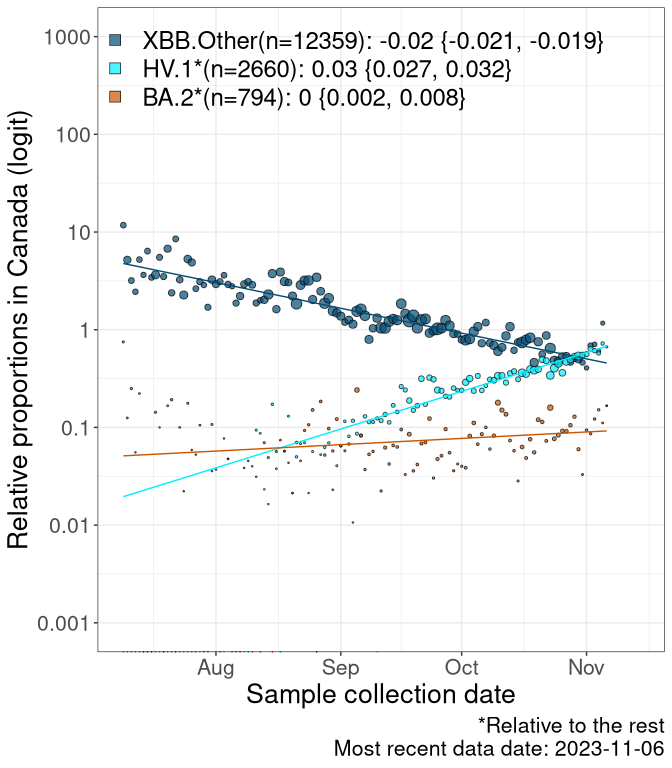 XBB.Other(n=12359): -0.02 {-0.021, -0.019}
HV.1*(n=2660): 0.03 {0.027, 0.032}
BA.2*(n=794): 0 {0.002, 0.008}
Relative proportions in Canada (logit)
1000
100
10
1
0.1
0.01
0.001
Aug Sep Oct Nov
Sample collection date
*Relative to the rest
Most recent data date: 2023-11-06